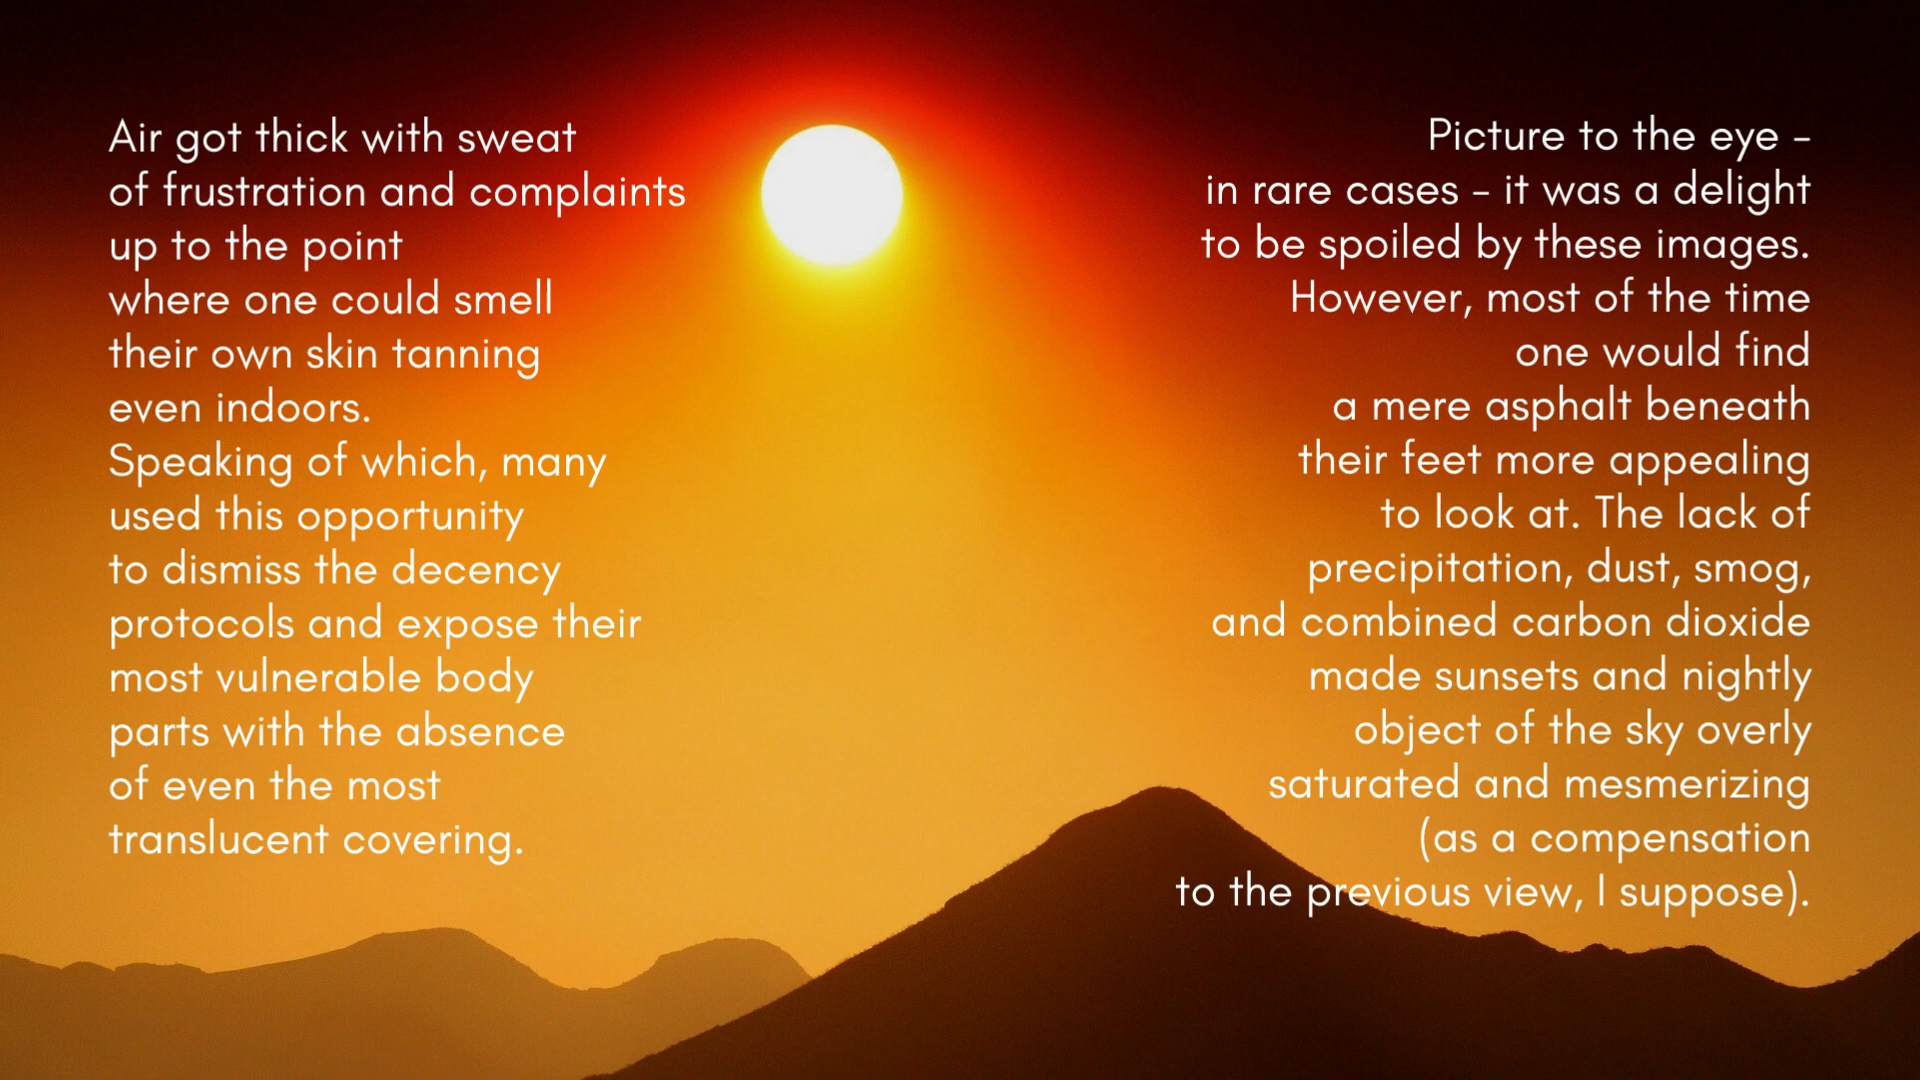 Air got thick with sweat
of frustration and complaints
up to the point
where one could smell
their own skin tanning
even indoors.
Speaking of which, many
used this opportunity
to dismiss the decency
protocols and expose their
most vulnerable body
parts with the absence
of even the most
translucent covering.
Picture to the eye –
in rare cases – it was a delight
to be spoiled by these images.
However, most of the time
one would find
a mere asphalt beneath
their feet more appealing
to look at. The lack of
precipitation, dust, smog,
and combined carbon dioxide
made sunsets and nightly
object of the sky overly
saturated and mesmerizing
(as a compensation
to the previous view, I suppose).